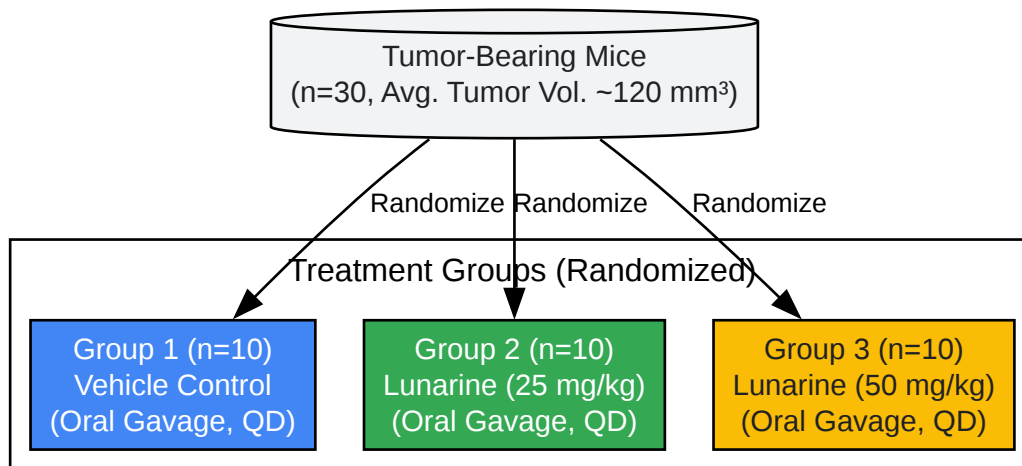 Tumor-Bearing Mice
(n=30, Avg. Tumor Vol. ~120 mm³)
Randomize
Randomize
Randomize
Treatment Groups (Randomized)
Group 1 (n=10)
Vehicle Control
(Oral Gavage, QD)
Group 2 (n=10)
Lunarine (25 mg/kg)
(Oral Gavage, QD)
Group 3 (n=10)
Lunarine (50 mg/kg)
(Oral Gavage, QD)